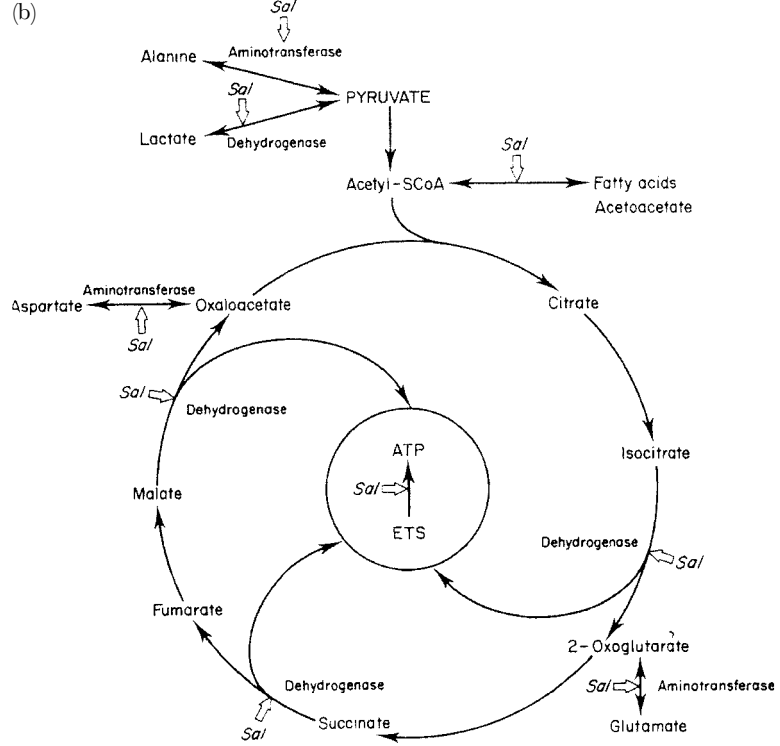 (b)
Sal
Aminotransferase
Alanine
Sal
PYRUVATE
Lactate
Dehydrogenase
Sal
Acetyl-SCoA
Fatty acids
Acetoacetate
Aminotransferase
Aspartate
Oxaloacetate
Sal
Citrate
Sal
Dehydrogenase
ATP
Isocitrate
Sal
Malate
ETS
Dehydrogenase
Sal
Fumarate
2-Oxoglutarate
Dehydrogenase
Sal
Aminotransferase
Succinate
Glutamate
Sal